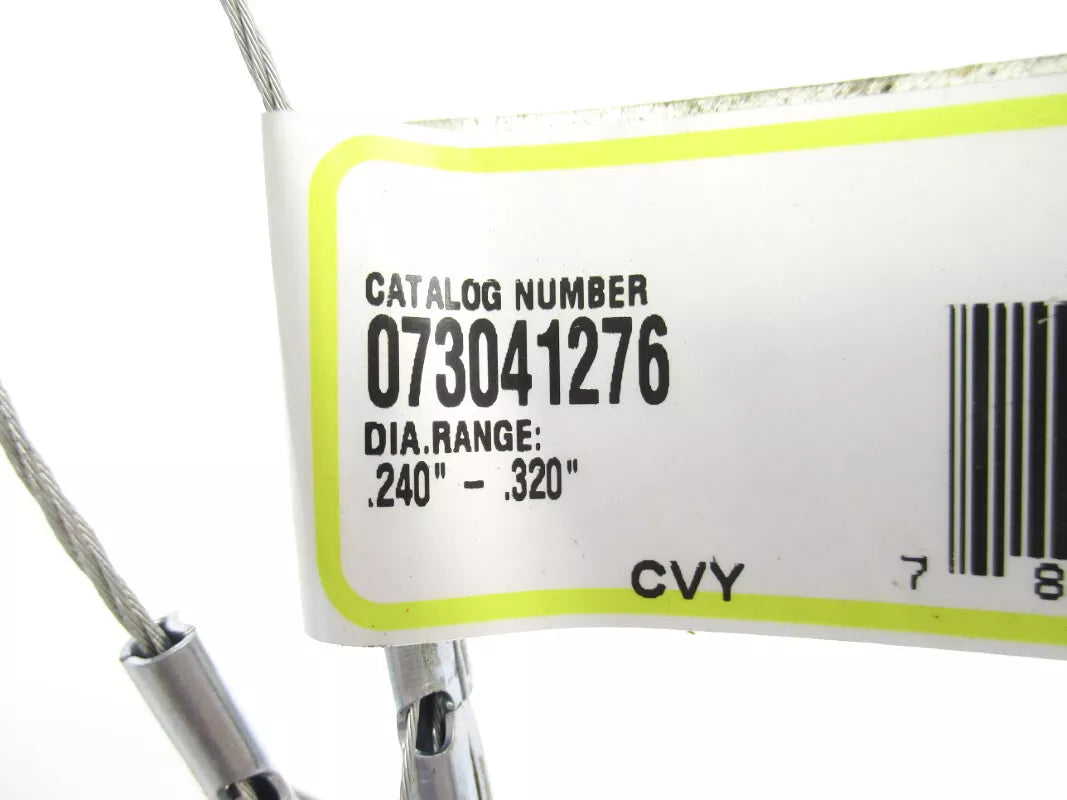 CATALOG NUMBER
073041276
DIA.RANGE:
.240" - .320"
CVY
7 8